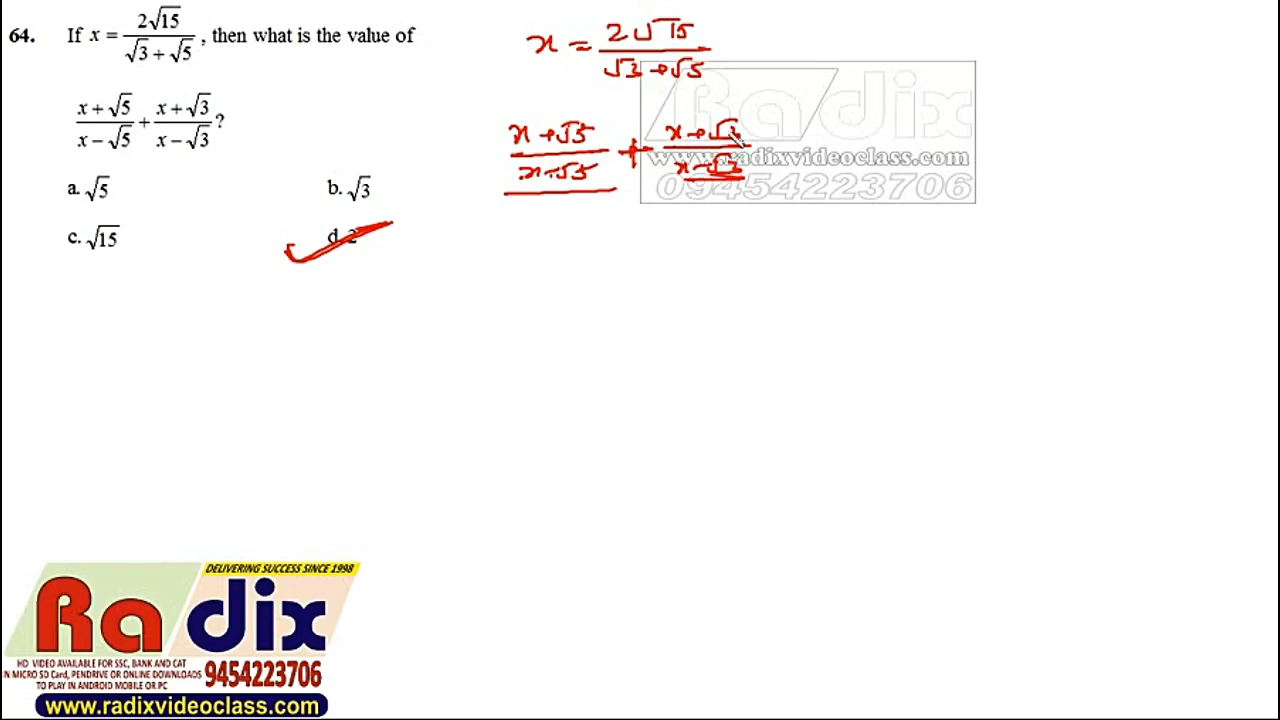 64. If x = 2√15 / (√3 + √5) , then what is the value of
(x + √5)/(x − √5) + (x + √3)/(x − √3) ?
a. √5 b. √3
c. √15 d. 2
x = 2√15 / (√3 + √5)
(x + √5)/(x − √5) + (x + √3)/(x − √3)
Radix
www.radixvideoclass.com
09454223706
DELIVERING SUCCESS SINCE 1998
Radix
HD VIDEO AVAILABLE FOR SSC, BANK AND CAT
IN MICRO SD Card, PENDRIVE OR ONLINE DOWNLOADS
TO PLAY IN ANDROID MOBILE OR PC
9454223706
www.radixvideoclass.com